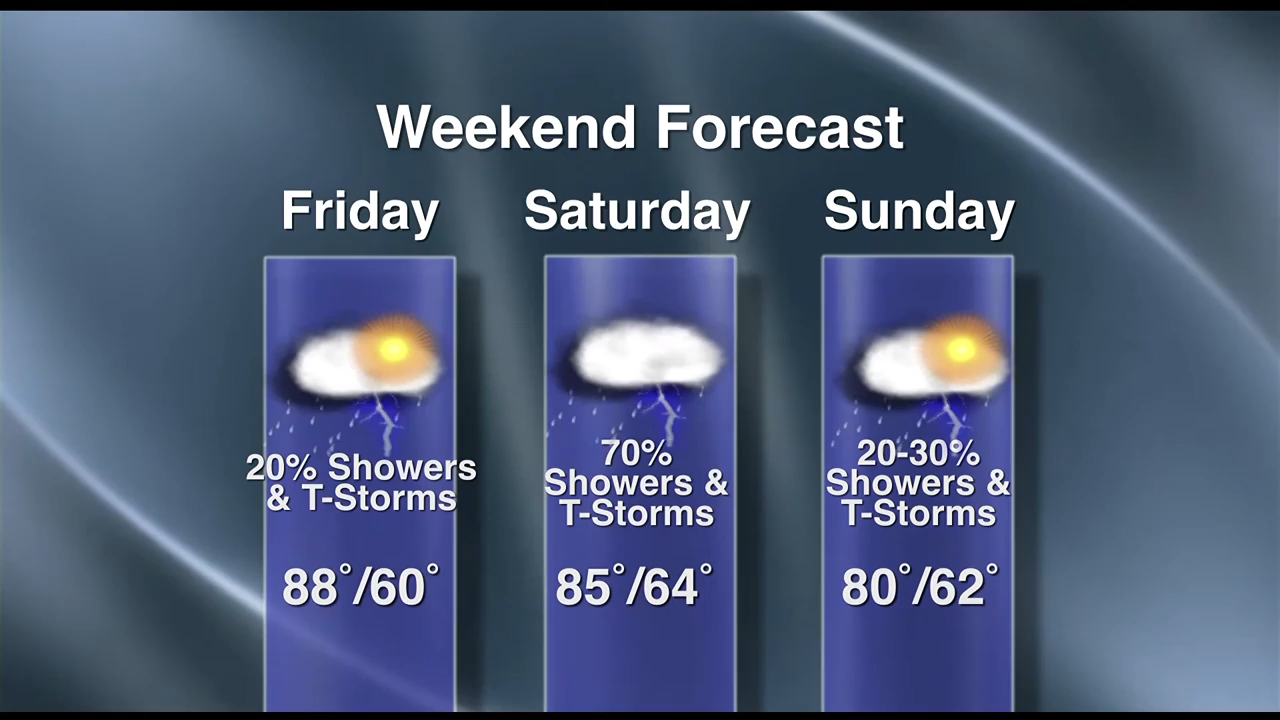 Weekend Forecast
Friday
Saturday
Sunday
20% Showers
& T-Storms
70%
Showers &
T-Storms
20-30%
Showers &
T-Storms
88°/60°
85°/64°
80°/62°